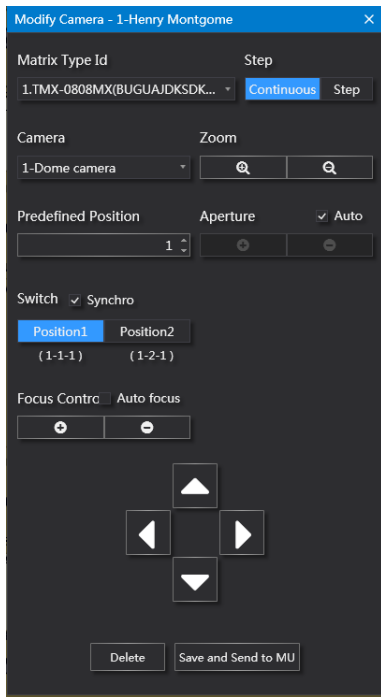 Modify Camera - 1-Henry Montgome
Matrix Type Id Step
1.TMX-0808MX(BUGUAJDKSDK... Continuous Step
Camera Zoom
1-Dome camera
Predefined Position Aperture Auto
1
Switch Synchro
Position1 Position2
(1-1-1) (1-2-1)
Focus Contro Auto focus
Delete Save and Send to MU